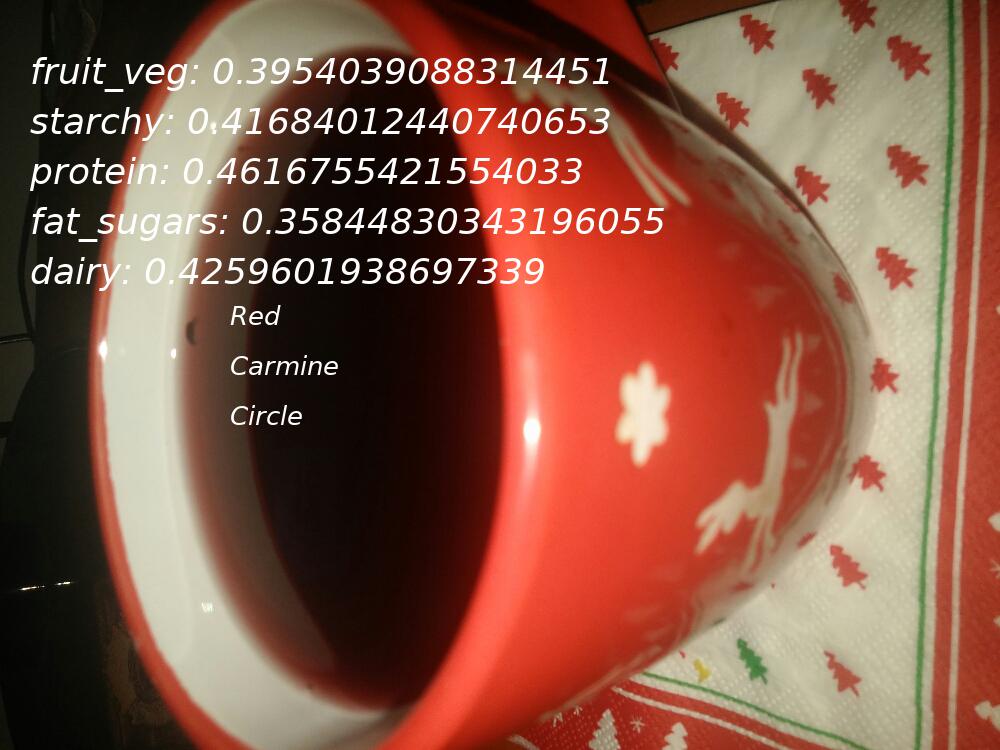 fruit_veg: 0.3954039088314451
starchy: 0.41684012440740653
protein: 0.4616755421554033
fat_sugars: 0.35844830343196055
dairy: 0.4259601938697339
Red
Carmine
Circle